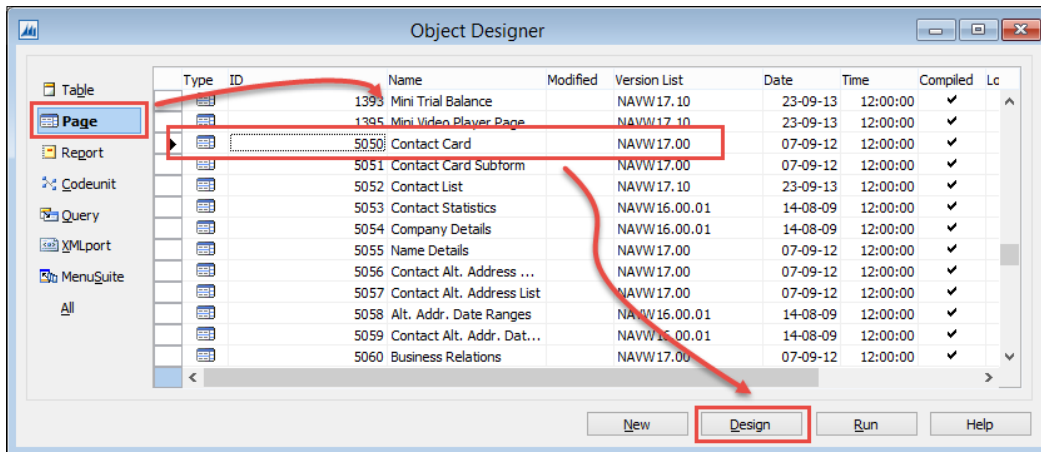 Object Designer
Table
Page
Report
Codeunit
Query
XMLport
MenuSuite
All
Type ID Name Modified Version List Date Time Compiled Lo
1393 Mini Trial Balance NAVW17.10 23-09-13 12:00:00
1395 Mini Video Player Page NAVW17.10 23-09-13 12:00:00
5050 Contact Card NAVW17.00 07-09-12 12:00:00
5051 Contact Card Subform NAVW17.00 07-09-12 12:00:00
5052 Contact List NAVW17.10 23-09-13 12:00:00
5053 Contact Statistics NAVW16.00.01 14-08-09 12:00:00
5054 Company Details NAVW16.00.01 14-08-09 12:00:00
5055 Name Details NAVW17.00 07-09-12 12:00:00
5056 Contact Alt. Address ... NAVW17.00 07-09-12 12:00:00
5057 Contact Alt. Address List NAVW17.00 07-09-12 12:00:00
5058 Alt. Addr. Date Ranges NAVW16.00.01 14-08-09 12:00:00
5059 Contact Alt. Addr. Dat... NAVW16.00.01 14-08-09 12:00:00
5060 Business Relations NAVW17.00 07-09-12 12:00:00
New Design Run Help